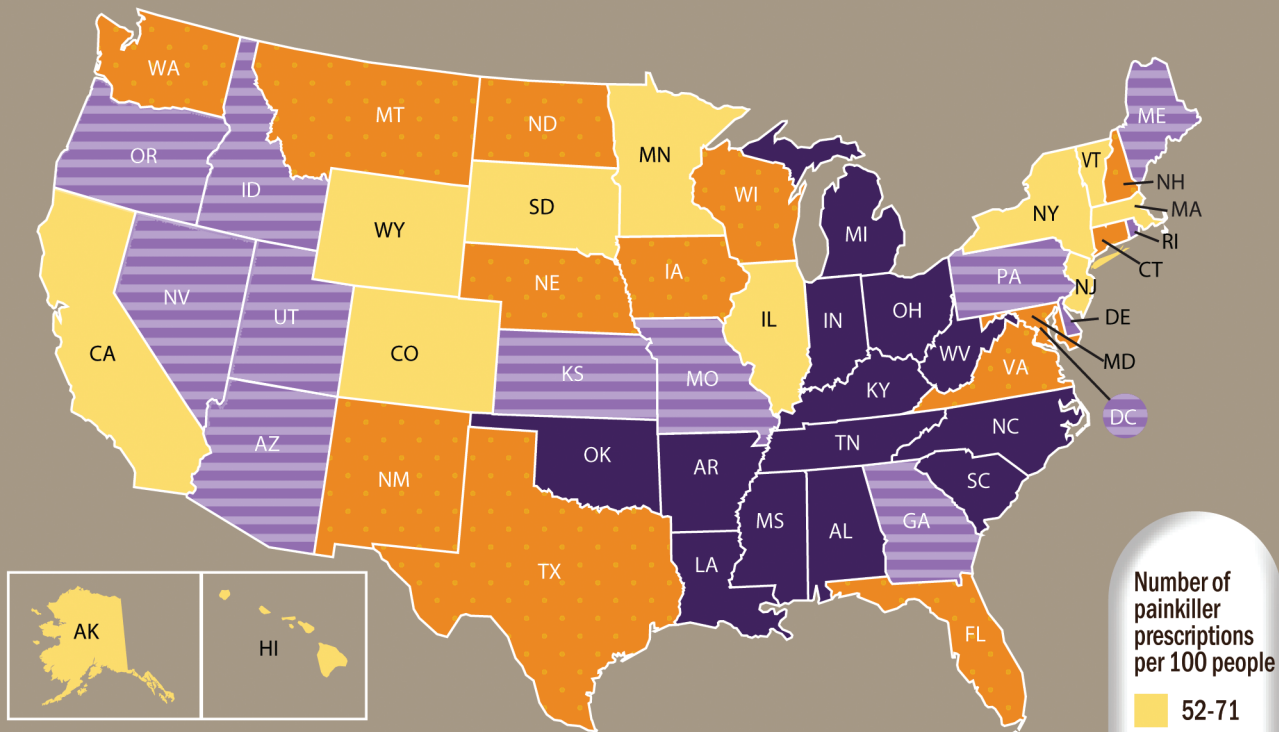 WA
MT
ND
MN
OR
ID
WY
SD
WI
MI
VT
ME
NH
MA
RI
CT
NY
NV
UT
CO
NE
IA
IL
IN
OH
PA
NJ
DE
MD
DC
CA
KS
MO
KY
WV
VA
AZ
NM
OK
AR
TN
NC
SC
TX
LA
MS
AL
GA
FL
AK
HI
Number of
painkiller
prescriptions
per 100 people
52-71